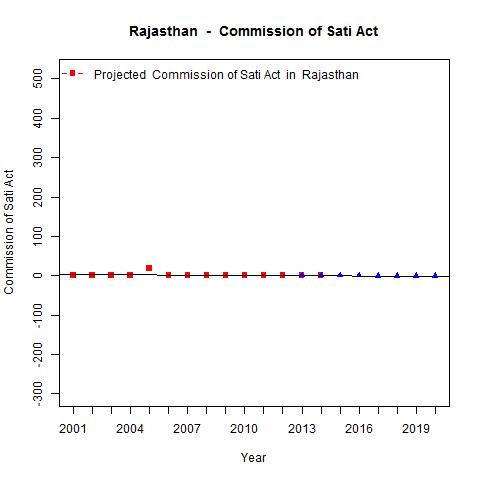 Rajasthan - Commission of Sati Act
Projected Commission of Sati Act in Rajasthan
Commission of Sati Act
500
400
300
200
100
0
-100
-200
-300
2001 2004 2007 2010 2013 2016 2019
Year